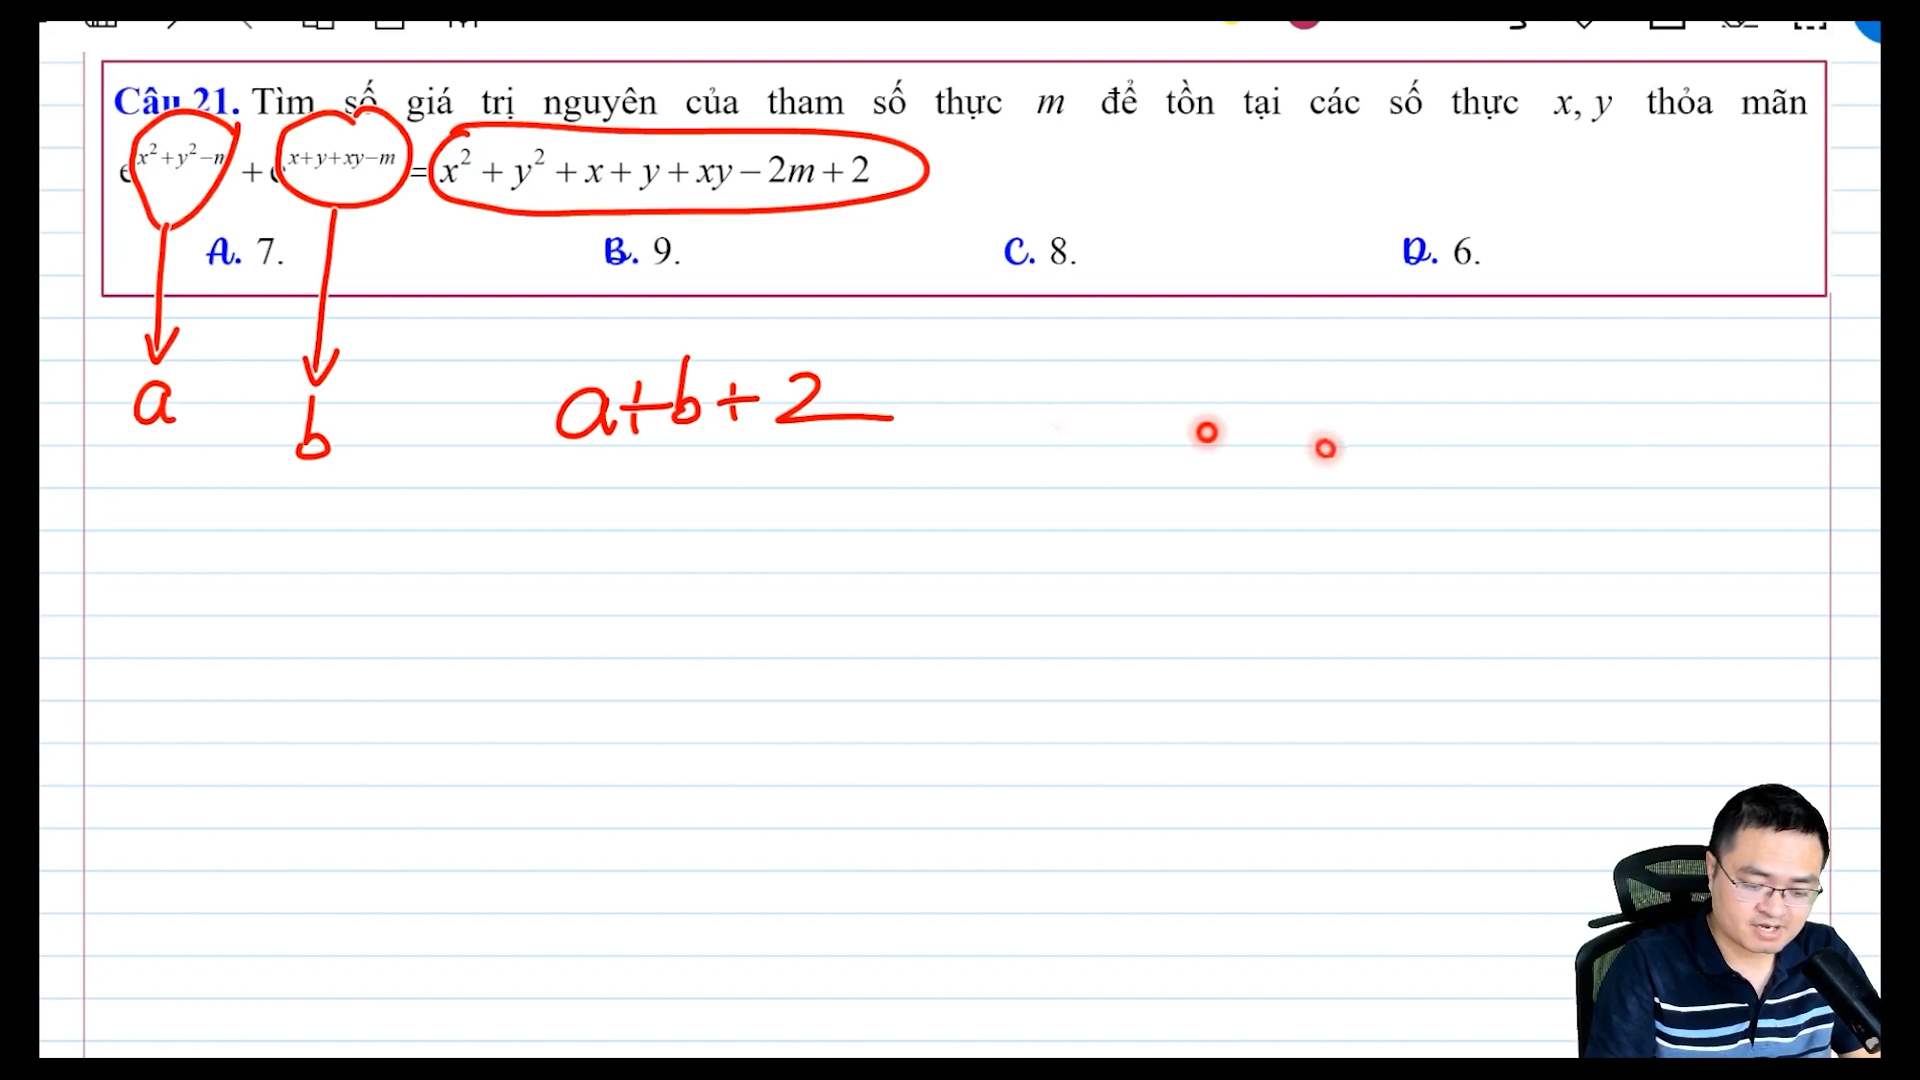 Câu 21. Tìm số giá trị nguyên của tham số thực m để tồn tại các số thực x, y thỏa mãn
e^{x²+y²−m} + e^{x+y+xy−m} = x² + y² + x + y + xy − 2m + 2
A. 7. B. 9. C. 8. D. 6.
a b a+b+2